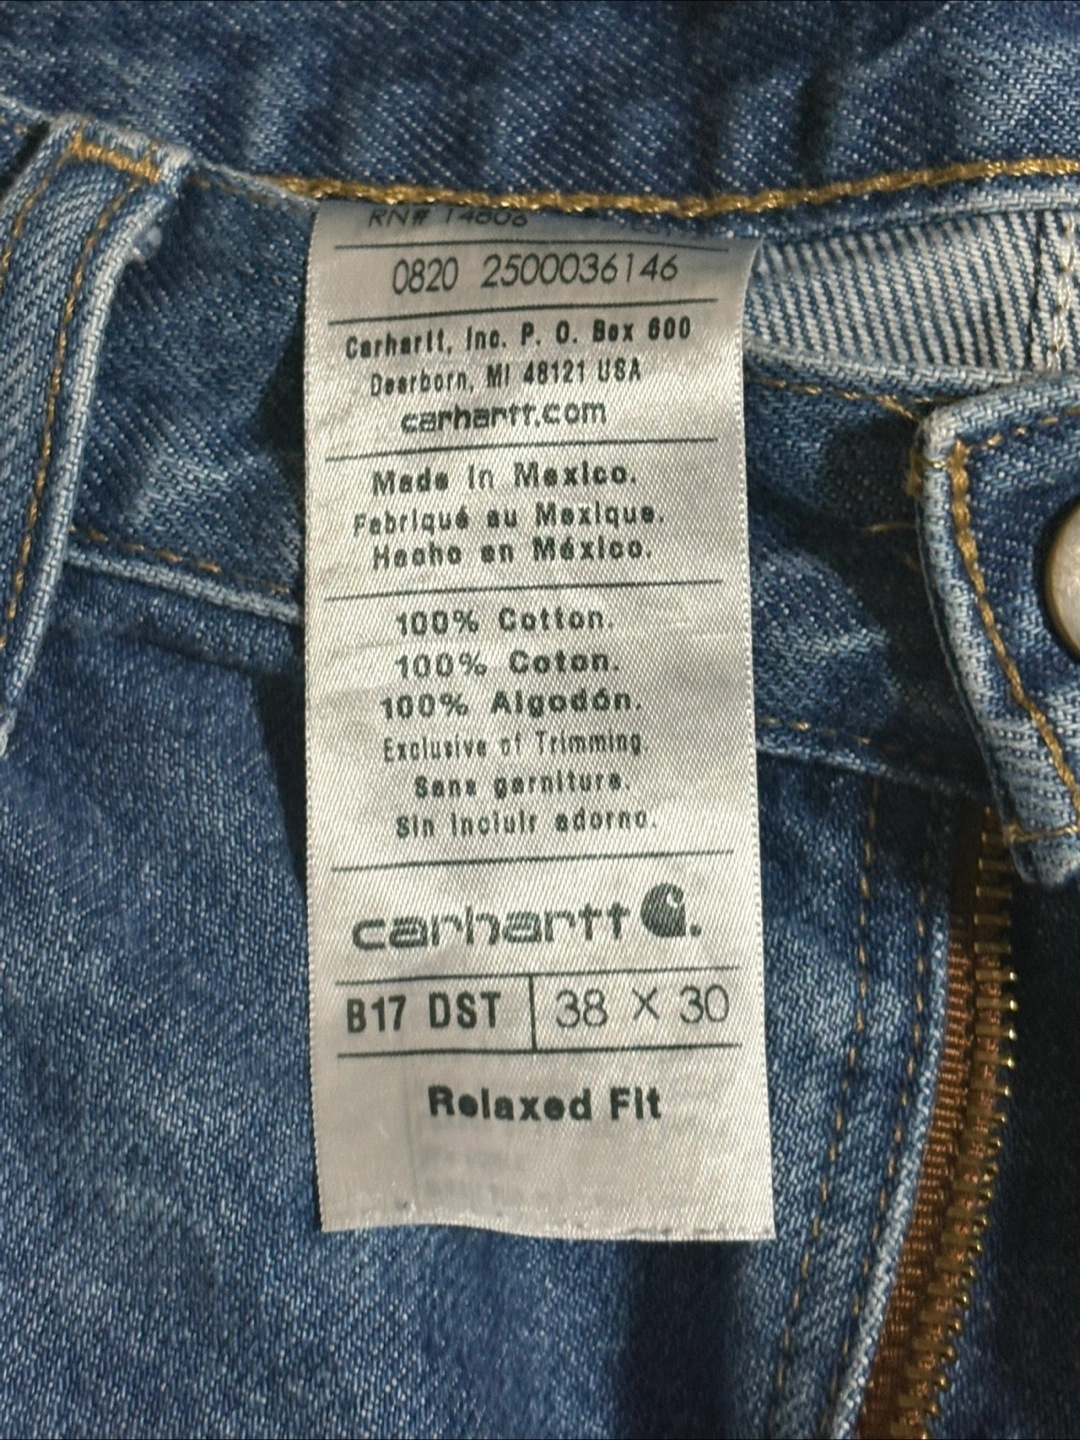 RN# 14806
0820 2500036146
Carhartt, Inc. P. O. Box 600
Dearborn, MI 48121 USA
carhartt.com
Made in Mexico.
Fabriqué au Mexique.
Hecho en México.
100% Cotton.
100% Coton.
100% Algodón.
Exclusive of Trimming.
Sans garniture.
Sin incluir adorno.
carhartt
B17 DST 38 X 30
Relaxed Fit